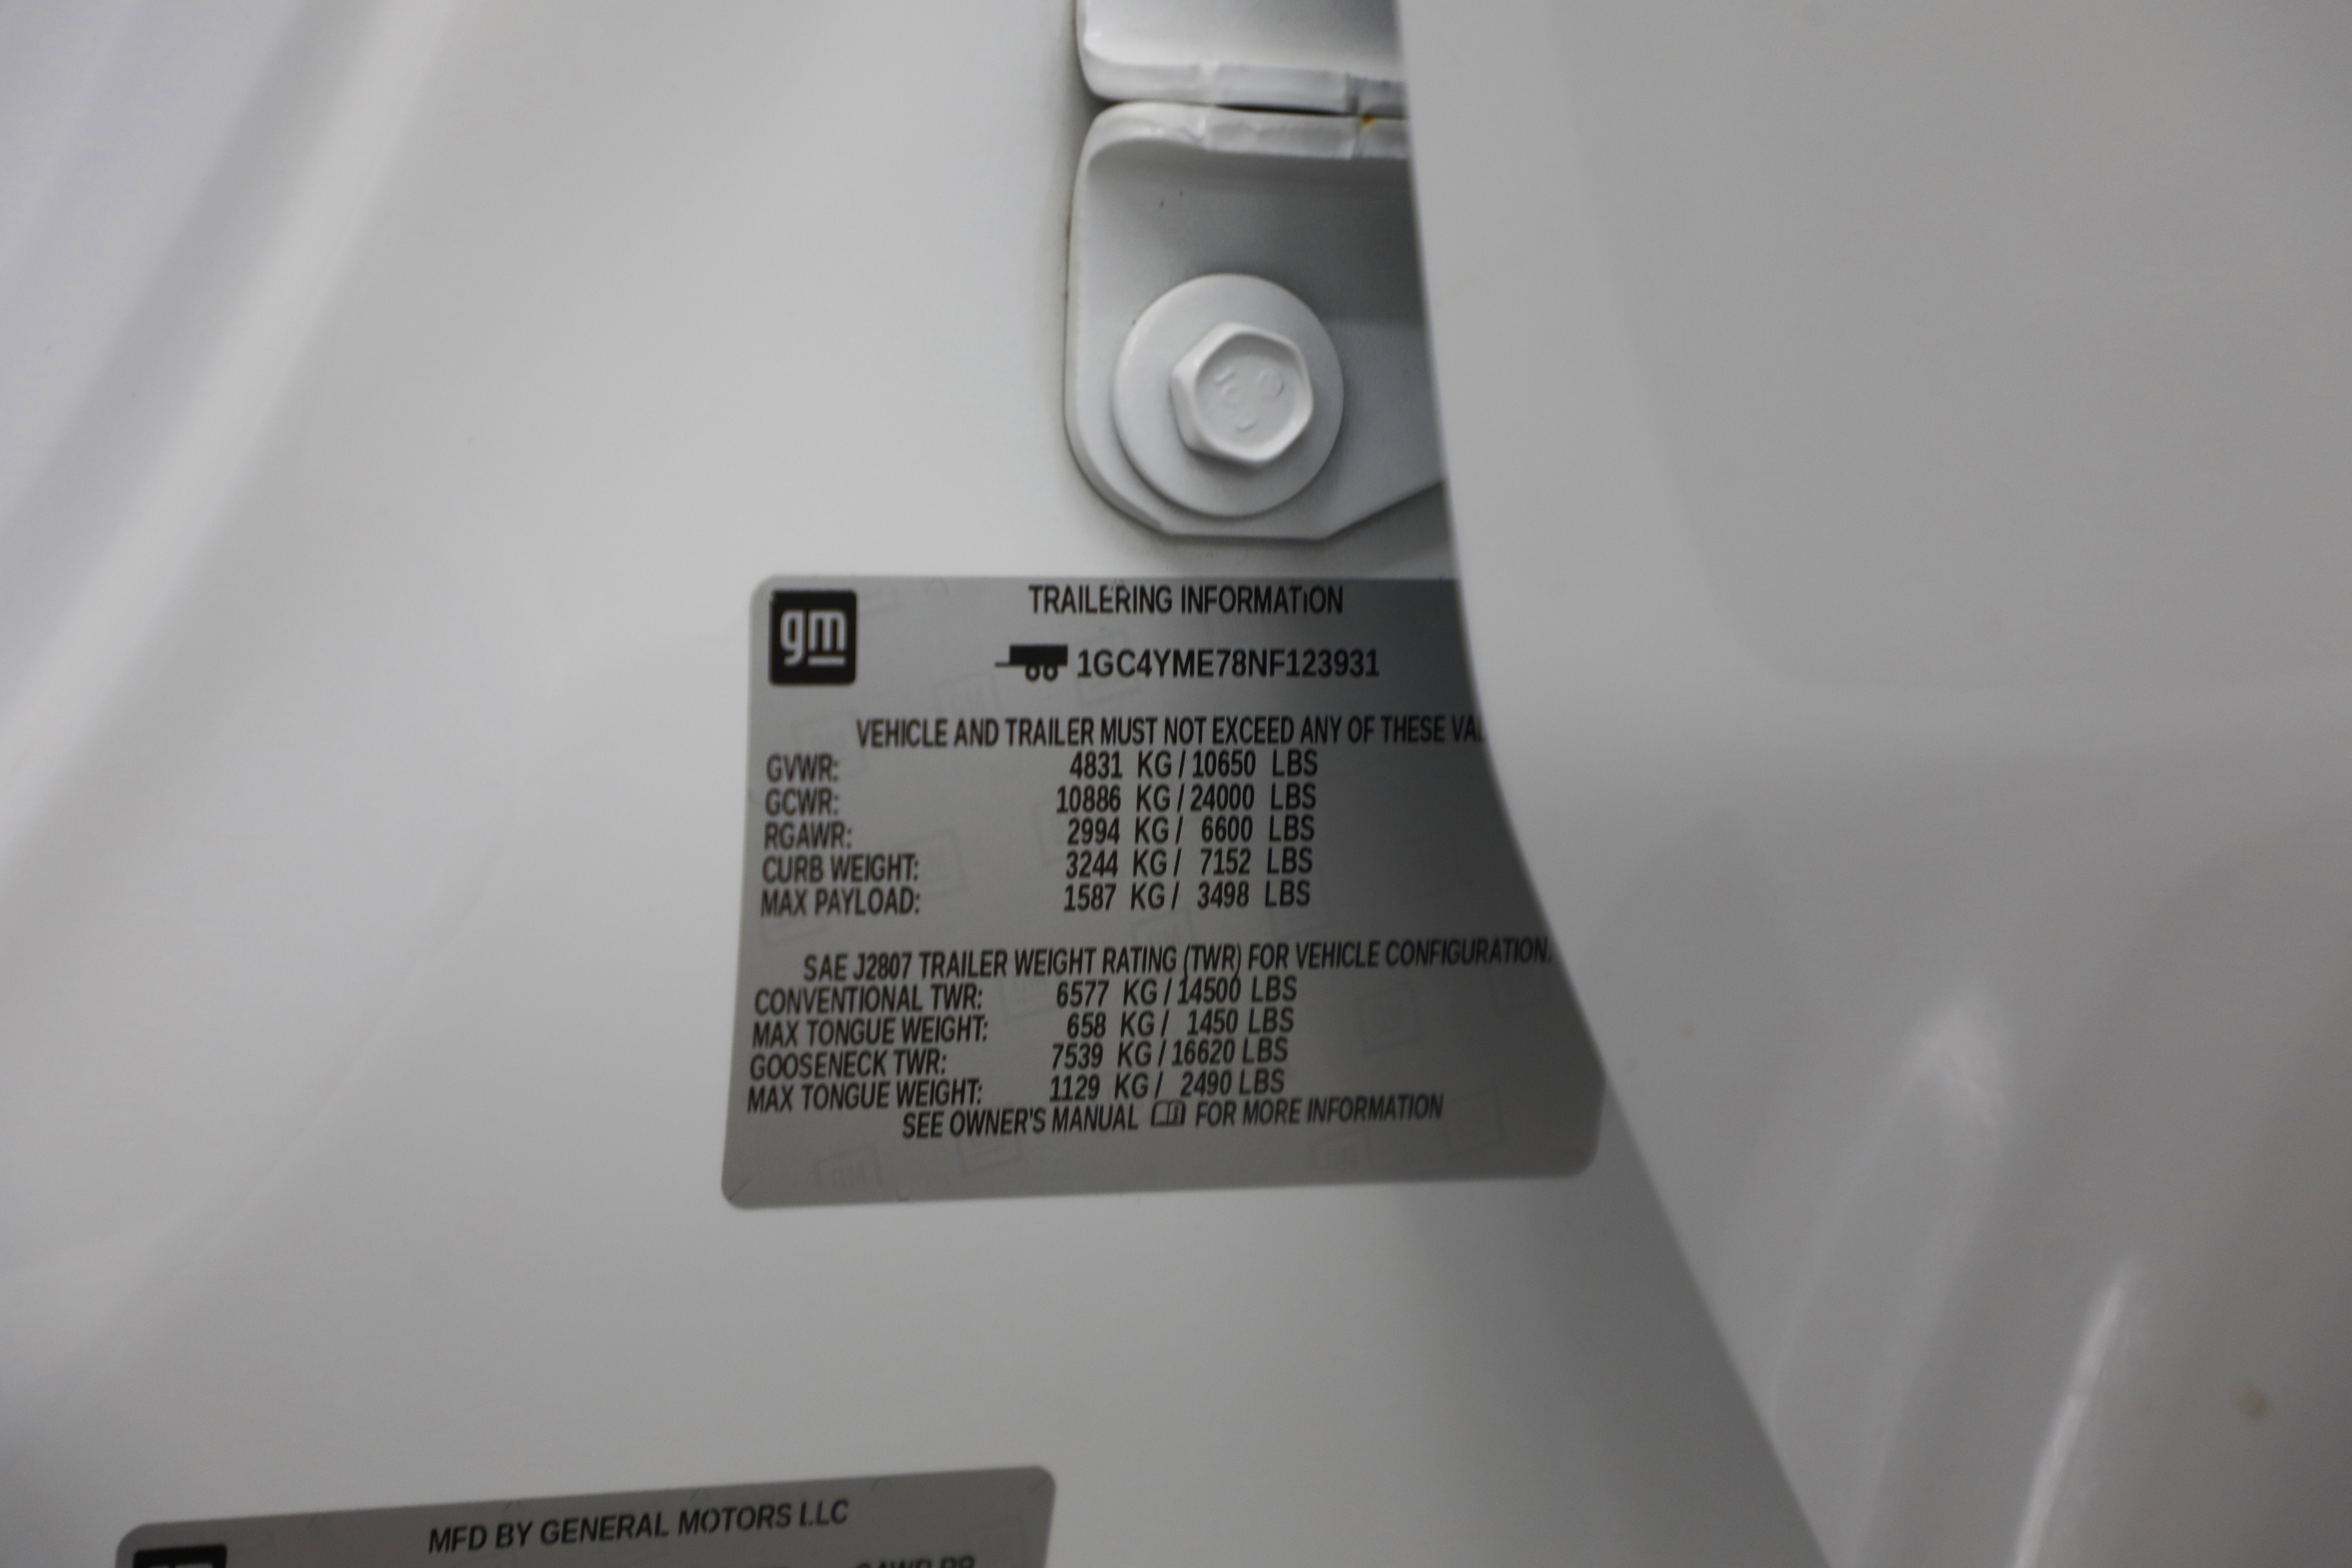 gm
TRAILERING INFORMATION
1GC4YME78NF123931
VEHICLE AND TRAILER MUST NOT EXCEED ANY OF THESE
GVWR: 4831 KG / 10650 LBS
GCWR: 10886 KG / 24000 LBS
RGAWR: 2994 KG / 6600 LBS
CURB WEIGHT: 3244 KG / 7152 LBS
MAX PAYLOAD: 1587 KG / 3498 LBS
SAE J2807 TRAILER WEIGHT RATING (TWR) FOR VEHICLE CONFIGURATION.
CONVENTIONAL TWR: 6577 KG / 14500 LBS
MAX TONGUE WEIGHT: 658 KG / 1450 LBS
GOOSENECK TWR: 7539 KG / 16620 LBS
MAX TONGUE WEIGHT: 1129 KG / 2490 LBS
SEE OWNER'S MANUAL FOR MORE INFORMATION
MFD BY GENERAL MOTORS LLC